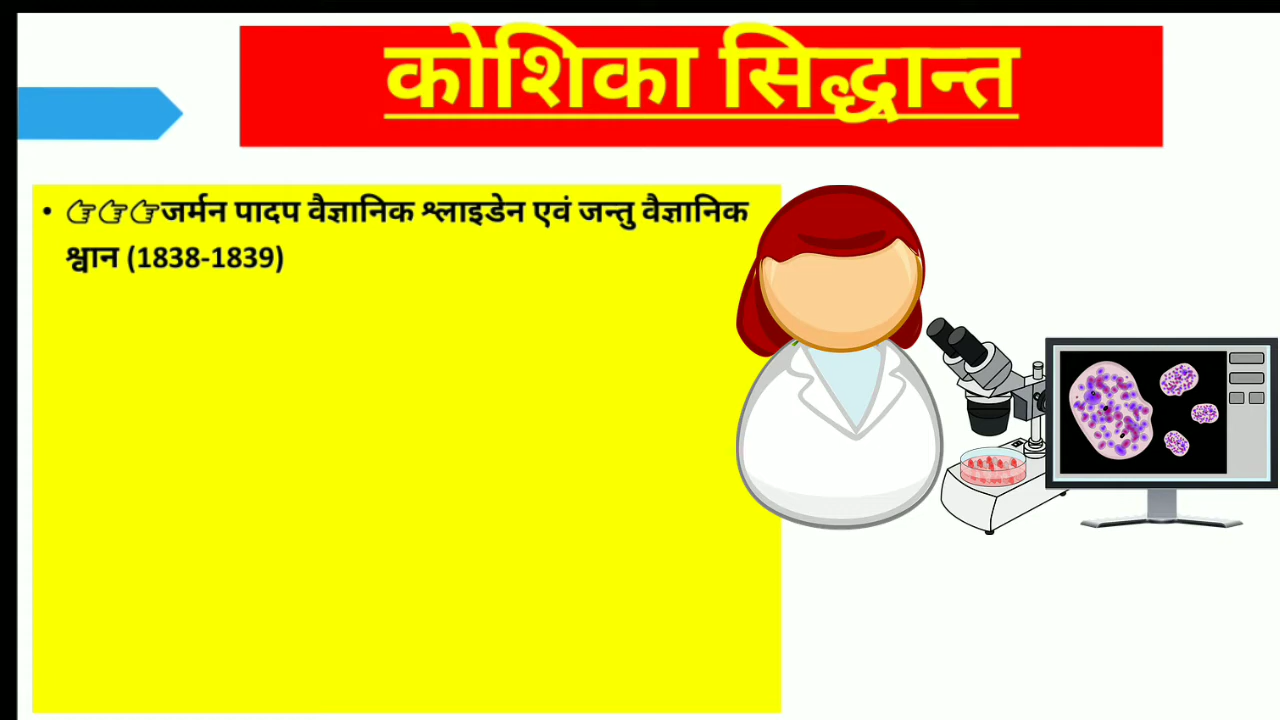 कोशिका सिद्धान्त
• 👉👉👉जर्मन पादप वैज्ञानिक श्लाइडेन एवं जन्तु वैज्ञानिक
श्वान (1838-1839)